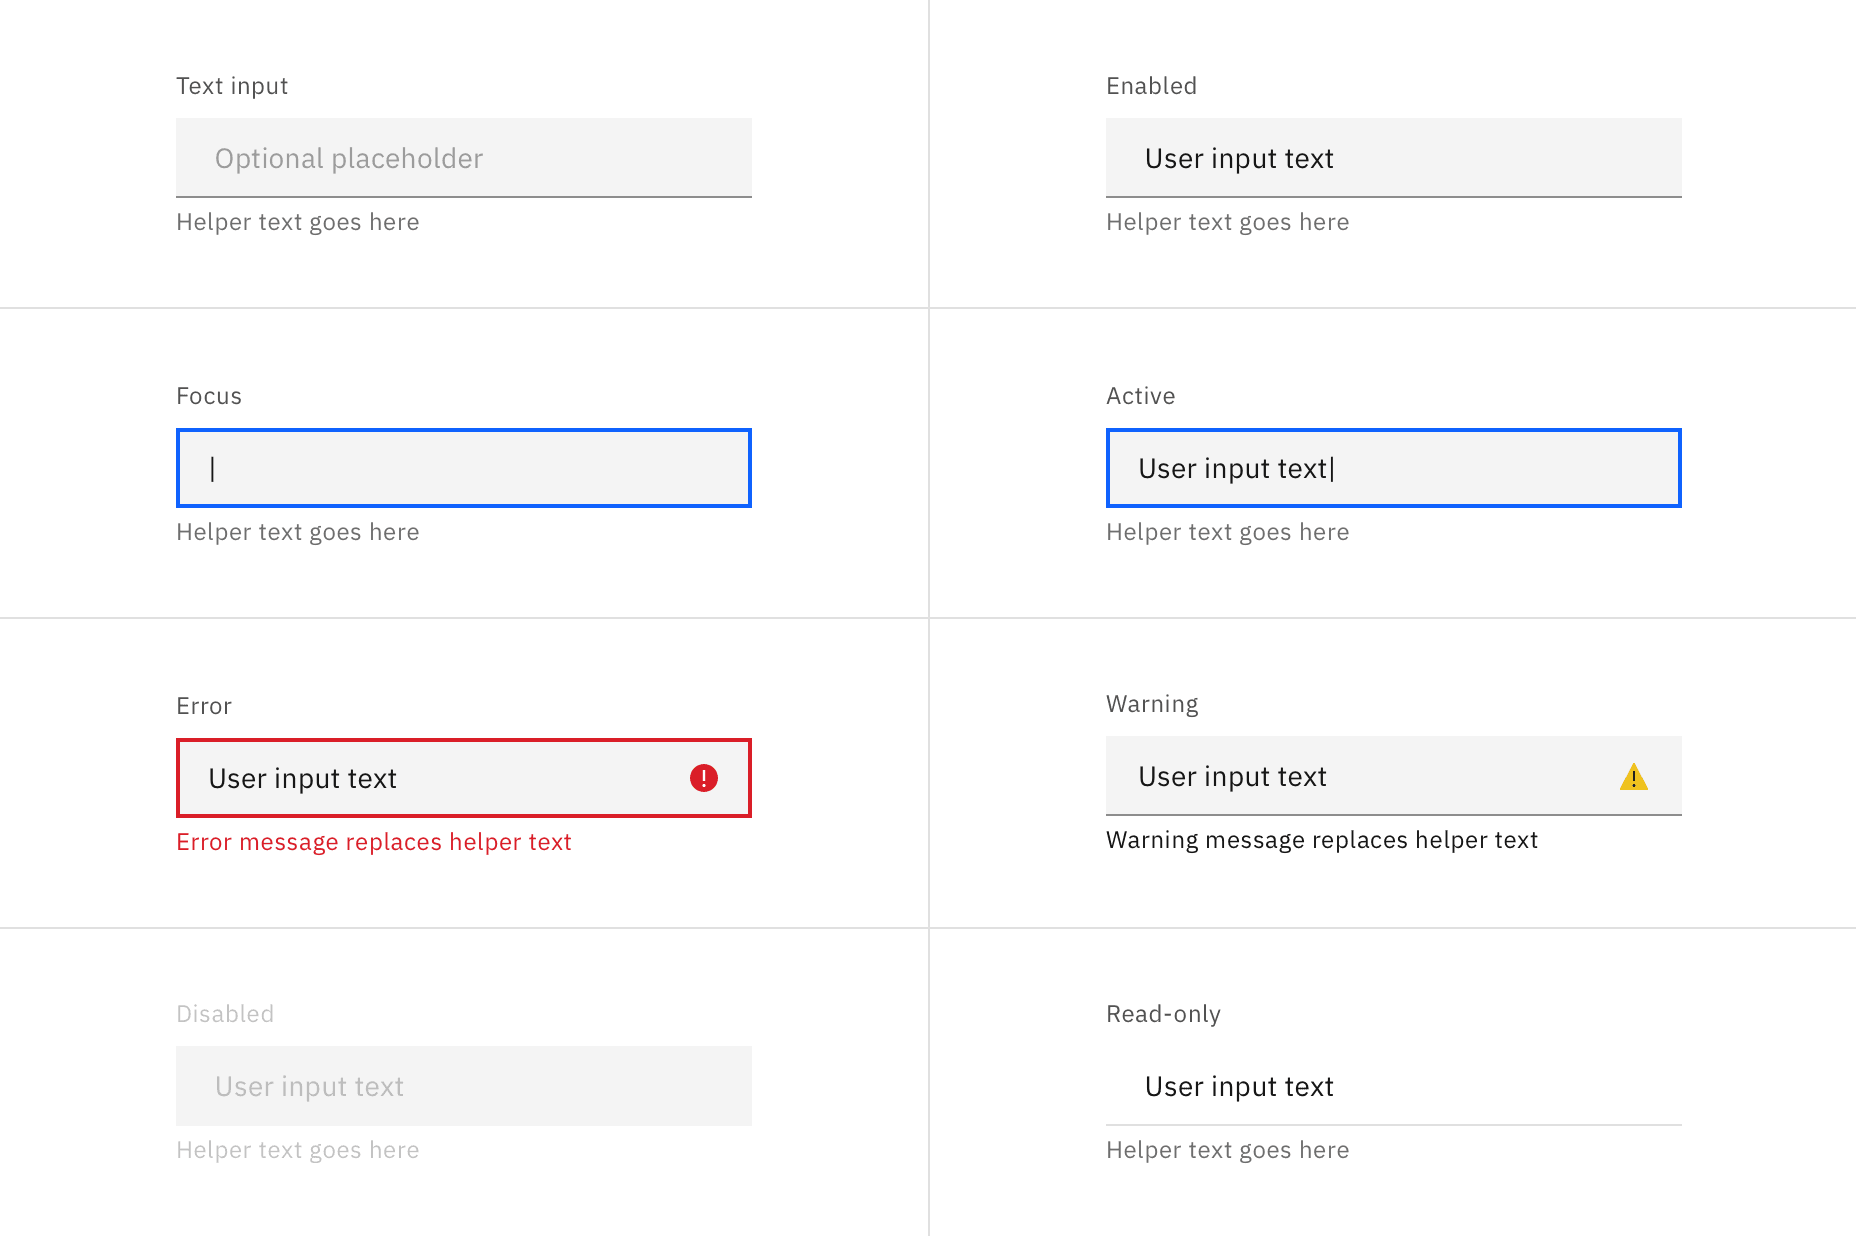 Text input
Optional placeholder
Helper text goes here
Enabled
User input text
Helper text goes here
Focus
|
Helper text goes here
Active
User input text|
Helper text goes here
Error
User input text
Error message replaces helper text
Warning
User input text
Warning message replaces helper text
Disabled
User input text
Helper text goes here
Read-only
User input text
Helper text goes here